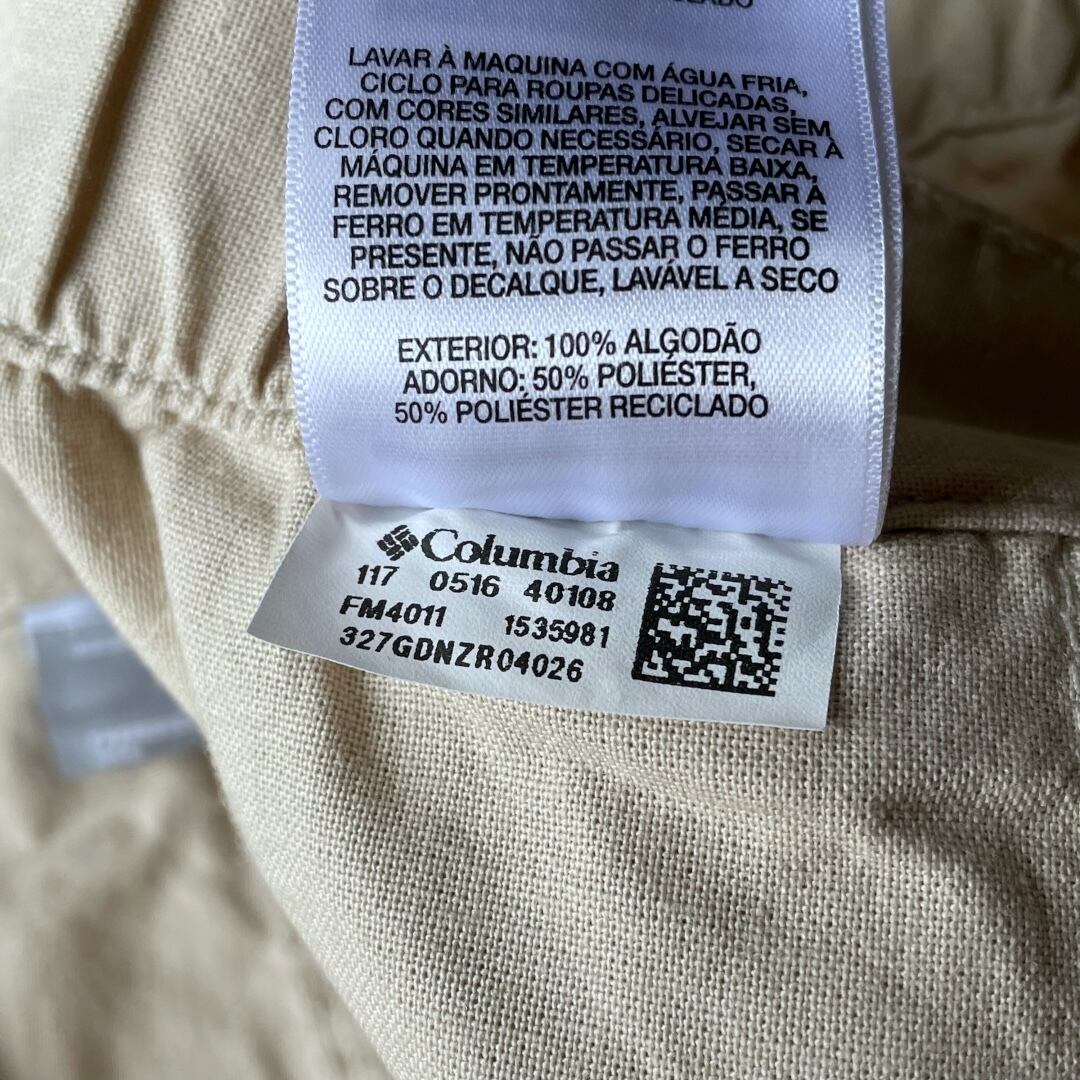 LAVAR À MAQUINA COM ÁGUA FRIA,
CICLO PARA ROUPAS DELICADAS,
COM CORES SIMILARES, ALVEJAR SEM
CLORO QUANDO NECESSÁRIO, SECAR À
MÁQUINA EM TEMPERATURA BAIXA,
REMOVER PRONTAMENTE, PASSAR À
FERRO EM TEMPERATURA MÉDIA, SE
PRESENTE, NÃO PASSAR O FERRO
SOBRE O DECALQUE, LAVÁVEL A SECO
EXTERIOR: 100% ALGODÃO
ADORNO: 50% POLIÉSTER,
50% POLIÉSTER RECICLADO
Columbia
117 0516 40108
FM4011 1535981
327GDNZR04026